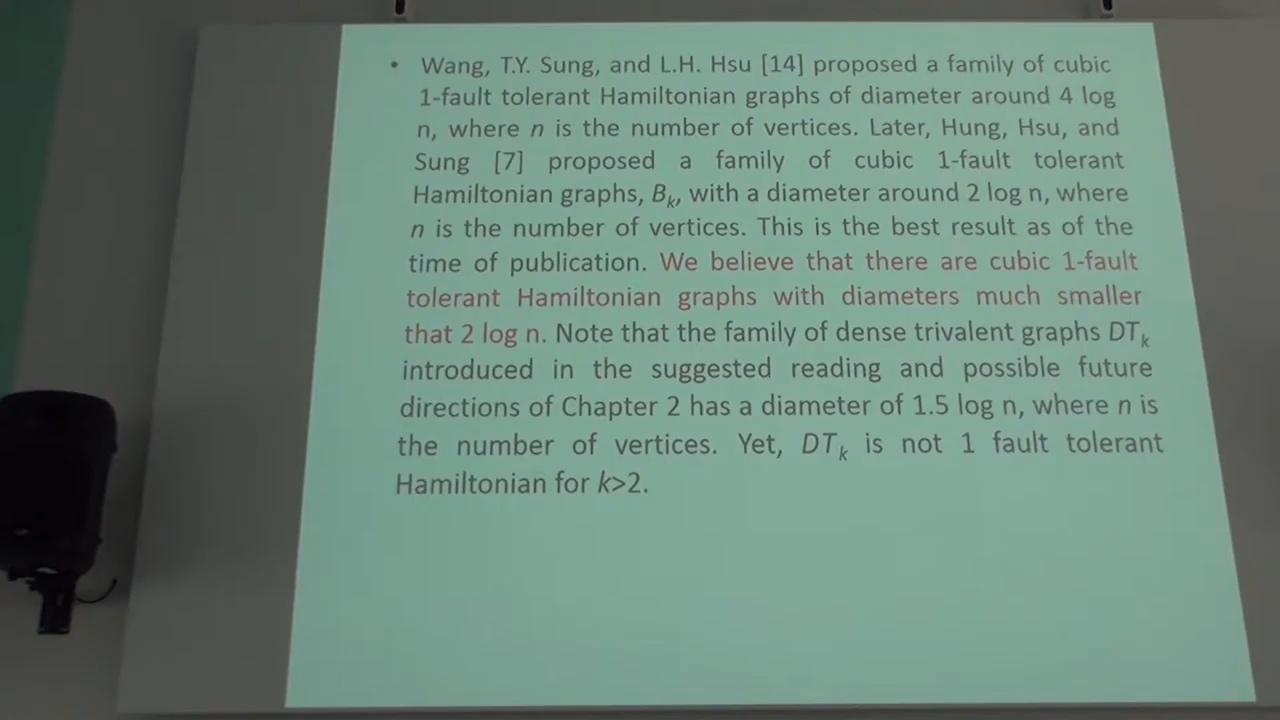 • Wang, T.Y. Sung, and L.H. Hsu [14] proposed a family of cubic
1-fault tolerant Hamiltonian graphs of diameter around 4 log
n, where n is the number of vertices. Later, Hung, Hsu, and
Sung [7] proposed a family of cubic 1-fault tolerant
Hamiltonian graphs, Bk, with a diameter around 2 log n, where
n is the number of vertices. This is the best result as of the
time of publication. We believe that there are cubic 1-fault
tolerant Hamiltonian graphs with diameters much smaller
that 2 log n. Note that the family of dense trivalent graphs DTk
introduced in the suggested reading and possible future
directions of Chapter 2 has a diameter of 1.5 log n, where n is
the number of vertices. Yet, DTk is not 1 fault tolerant
Hamiltonian for k>2.